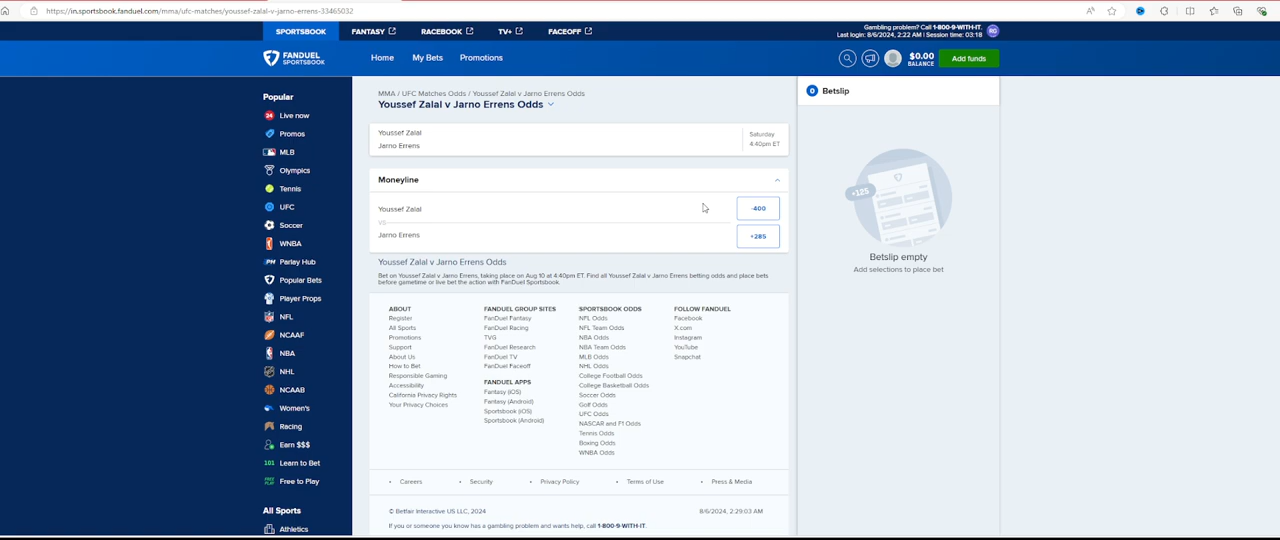 https://in.sportsbook.fanduel.com/mma/ufc-matches/youssef-zalal-v-jarno-errens-33465032
SPORTSBOOK
FANTASY
RACEBOOK
TV+
FACEOFF
Gambling problem? Call 1-800-9-WITH-IT.
Last login: 8/6/2024, 2:22 AM | Session time: 03:18
RG
FANDUEL
SPORTSBOOK
Home
My Bets
Promotions
$0.00
BALANCE
Add funds
Popular
24 Live now
Promos
MLB
Olympics
Tennis
UFC
Soccer
WNBA
PH Parlay Hub
Popular Bets
Player Props
NFL
NCAAF
NBA
NHL
NCAAB
Women's
Racing
Earn $$$
101 Learn to Bet
FREE PLAY Free to Play
All Sports
Athletics
MMA / UFC Matches Odds / Youssef Zalal v Jarno Errens Odds
Youssef Zalal v Jarno Errens Odds
Youssef Zalal
Jarno Errens
Saturday
4:40pm ET
Moneyline
Youssef Zalal
-400
VS
Jarno Errens
+285
Youssef Zalal v Jarno Errens Odds
Bet on Youssef Zalal v Jarno Errens, taking place on Aug 10 at 4:40pm ET. Find all Youssef Zalal v Jarno Errens betting odds and place bets
before gametime or live bet the action with FanDuel Sportsbook.
ABOUT
Register
All Sports
Promotions
Support
About Us
How to Bet
Responsible Gaming
Accessibility
California Privacy Rights
Your Privacy Choices
FANDUEL GROUP SITES
FanDuel Fantasy
FanDuel Racing
TVG
FanDuel Research
FanDuel TV
FanDuel Faceoff
FANDUEL APPS
Fantasy (iOS)
Fantasy (Android)
Sportsbook (iOS)
Sportsbook (Android)
SPORTSBOOK ODDS
NFL Odds
NFL Team Odds
NBA Odds
NBA Team Odds
MLB Odds
NHL Odds
College Football Odds
College Basketball Odds
Soccer Odds
Golf Odds
UFC Odds
NASCAR and F1 Odds
Tennis Odds
Boxing Odds
WNBA Odds
FOLLOW FANDUEL
Facebook
X.com
Instagram
YouTube
Snapchat
Careers
Security
Privacy Policy
Terms of Use
Press & Media
© Betfair Interactive US LLC, 2024
8/6/2024, 2:29:03 AM
If you or someone you know has a gambling problem and wants help, call 1-800-9-WITH-IT.
0 Betslip
+125
Betslip empty
Add selections to place bet